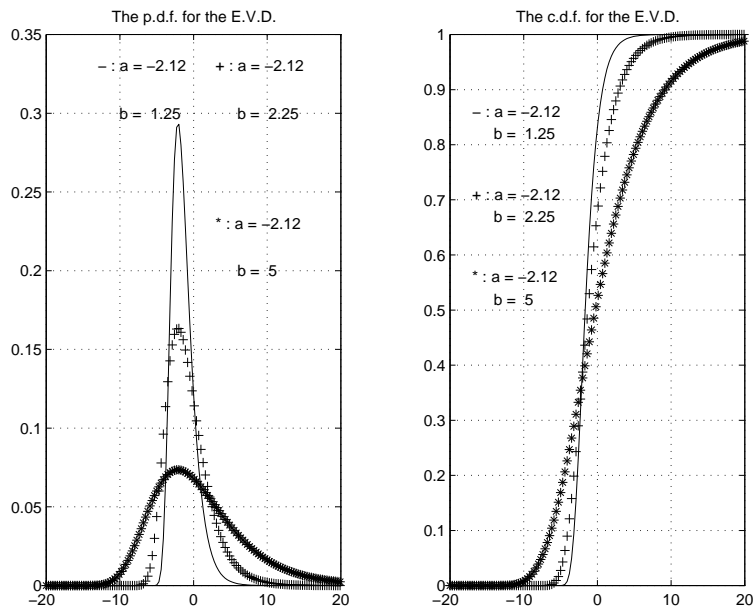 The p.d.f. for the E.V.D.
0.35
0.3
0.25
0.2
0.15
0.1
0.05
0
−20 −10 0 10 20
− : a = −2.12
b = 1.25
+ : a = −2.12
b = 2.25
* : a = −2.12
b = 5
The c.d.f. for the E.V.D.
1
0.9
0.8
0.7
0.6
0.5
0.4
0.3
0.2
0.1
0
−20 −10 0 10 20
− : a = −2.12
b = 1.25
+ : a = −2.12
b = 2.25
* : a = −2.12
b = 5